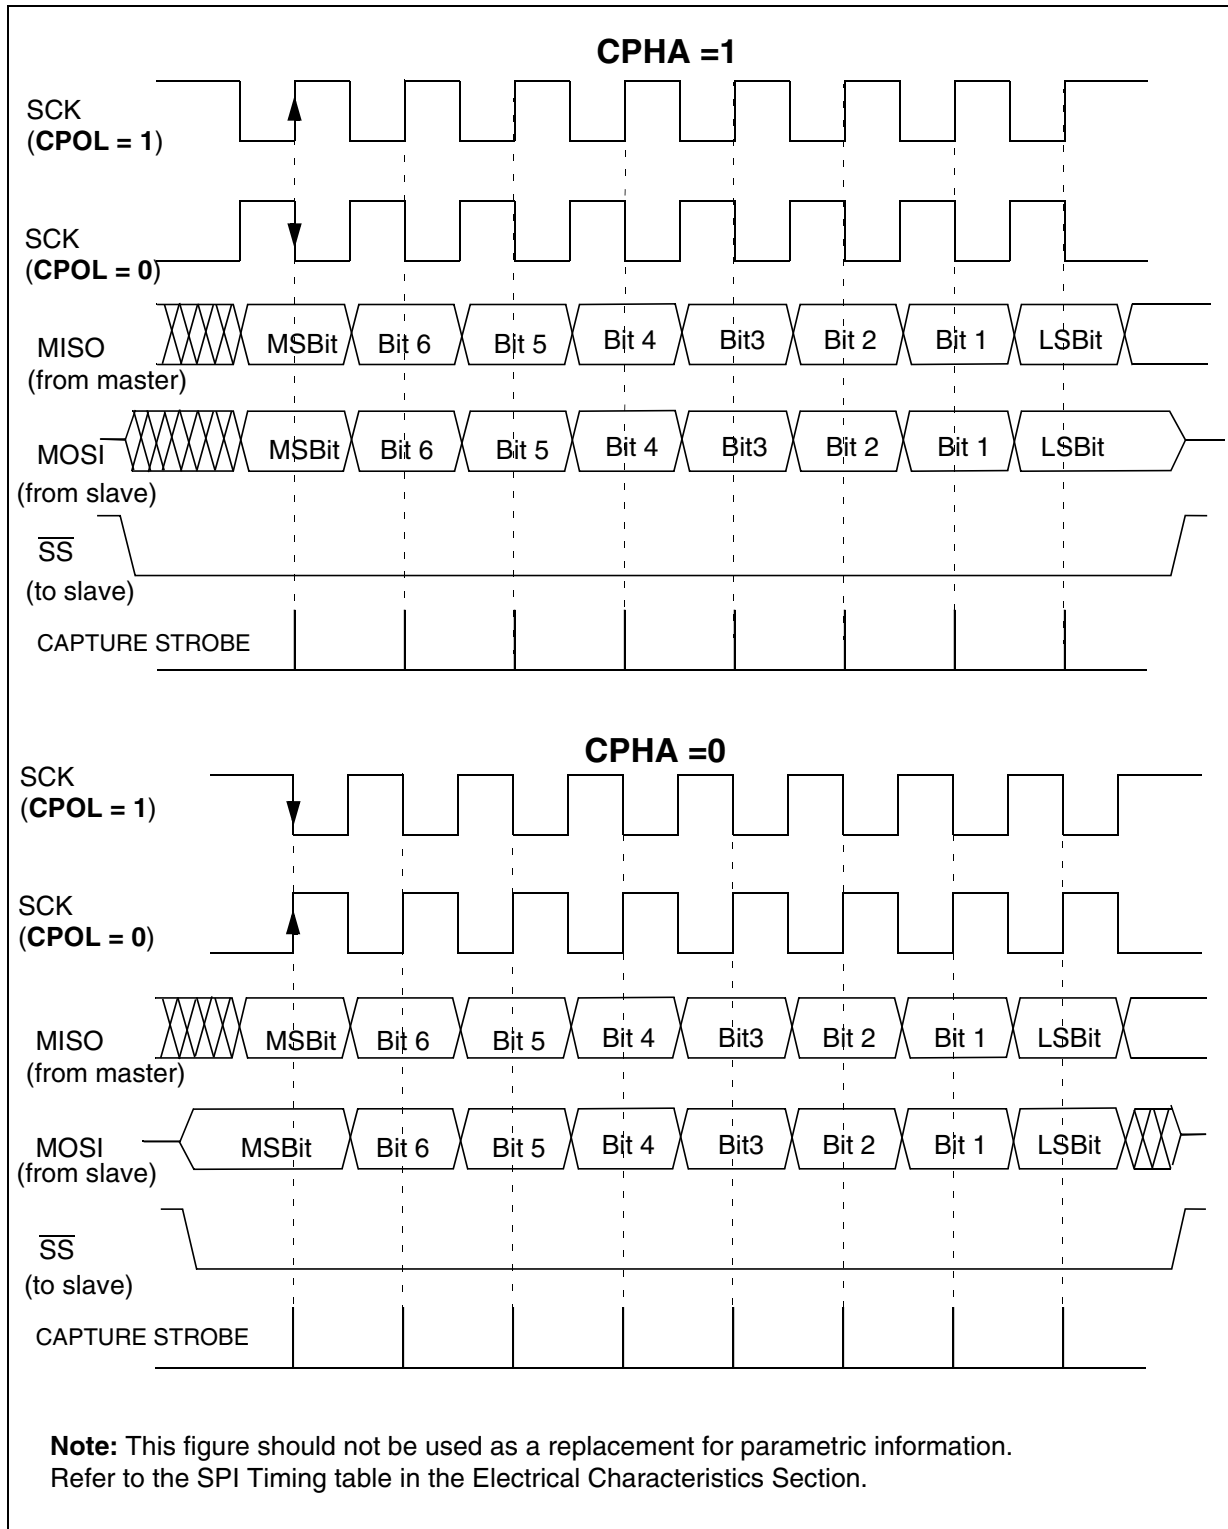 CPHA =1
SCK
(CPOL = 1)
SCK
(CPOL = 0)
MISO
(from master)
MSBit Bit 6 Bit 5 Bit 4 Bit3 Bit 2 Bit 1 LSBit
MOSI
(from slave)
MSBit Bit 6 Bit 5 Bit 4 Bit3 Bit 2 Bit 1 LSBit
SS
(to slave)
CAPTURE STROBE
CPHA =0
SCK
(CPOL = 1)
SCK
(CPOL = 0)
MISO
(from master)
MSBit Bit 6 Bit 5 Bit 4 Bit3 Bit 2 Bit 1 LSBit
MOSI
(from slave)
MSBit Bit 6 Bit 5 Bit 4 Bit3 Bit 2 Bit 1 LSBit
SS
(to slave)
CAPTURE STROBE
Note: This figure should not be used as a replacement for parametric information.
Refer to the SPI Timing table in the Electrical Characteristics Section.